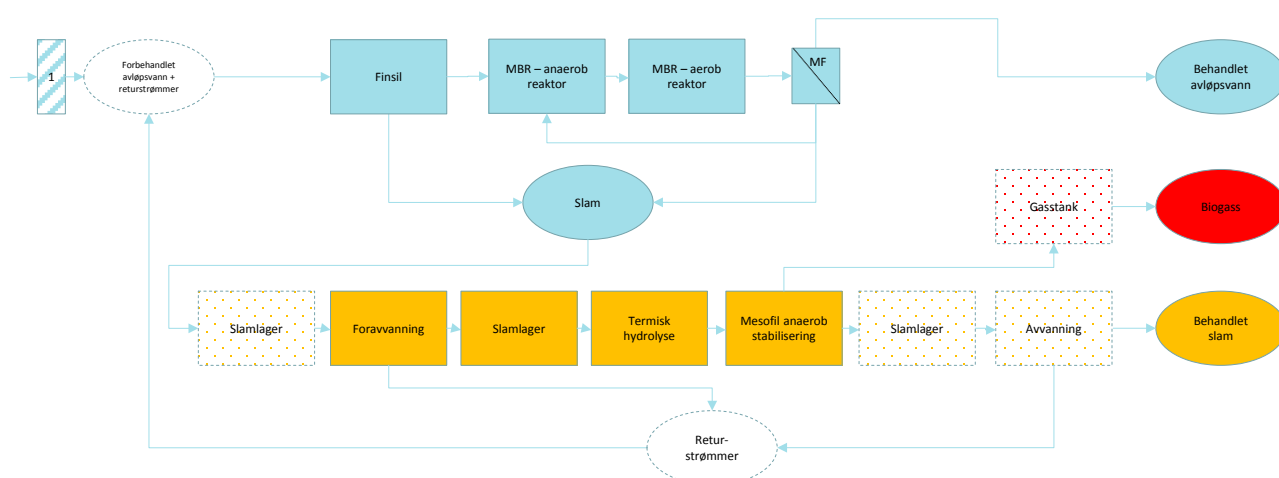 1
Forbehandlet
avløpsvann +
returstrømmer
Finsil
MBR – anaerob
reaktor
MBR – aerob
reaktor
MF
Behandlet
avløpsvann
Slam
Gasstank
Biogass
Slamlager
Foravvanning
Slamlager
Termisk
hydrolyse
Mesofil anaerob
stabilisering
Slamlager
Avvanning
Behandlet
slam
Retur-
strømmer